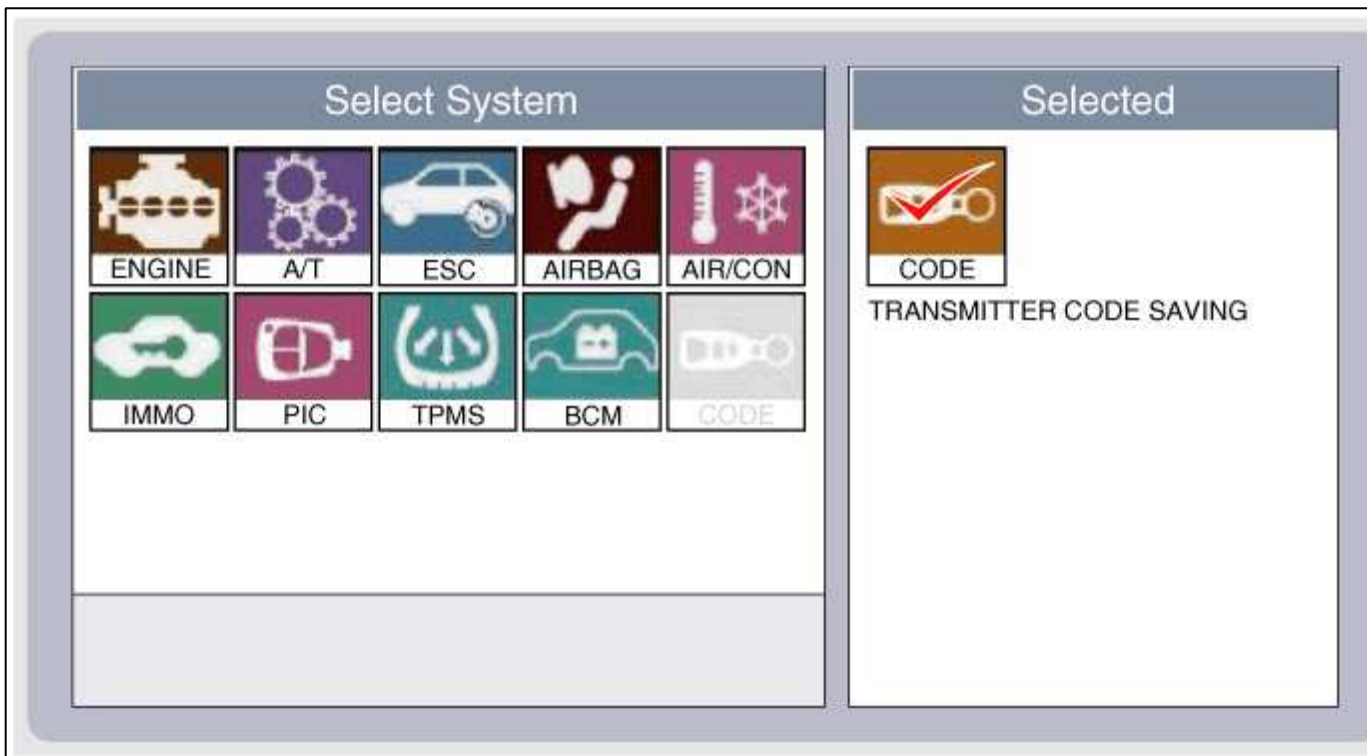 Select System
Selected
ENGINE
A/T
ESC
AIRBAG
AIR/CON
IMMO
PIC
TPMS
BCM
CODE
CODE
TRANSMITTER CODE SAVING